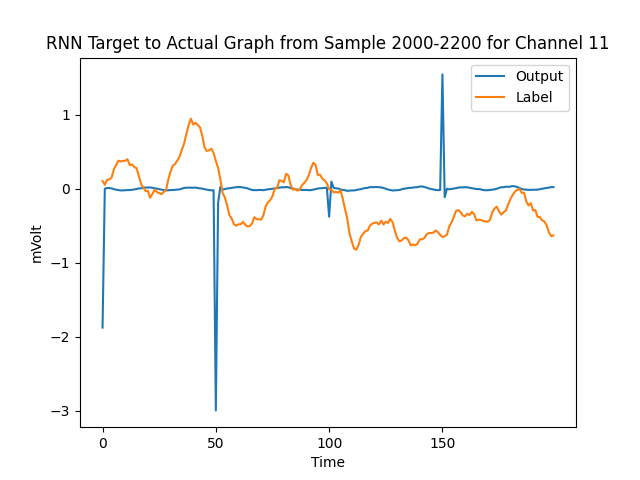 RNN Target to Actual Graph from Sample 2000-2200 for Channel 11
Output
Label
1
0
−1
−2
−3
mVolt
0
50
100
150
Time